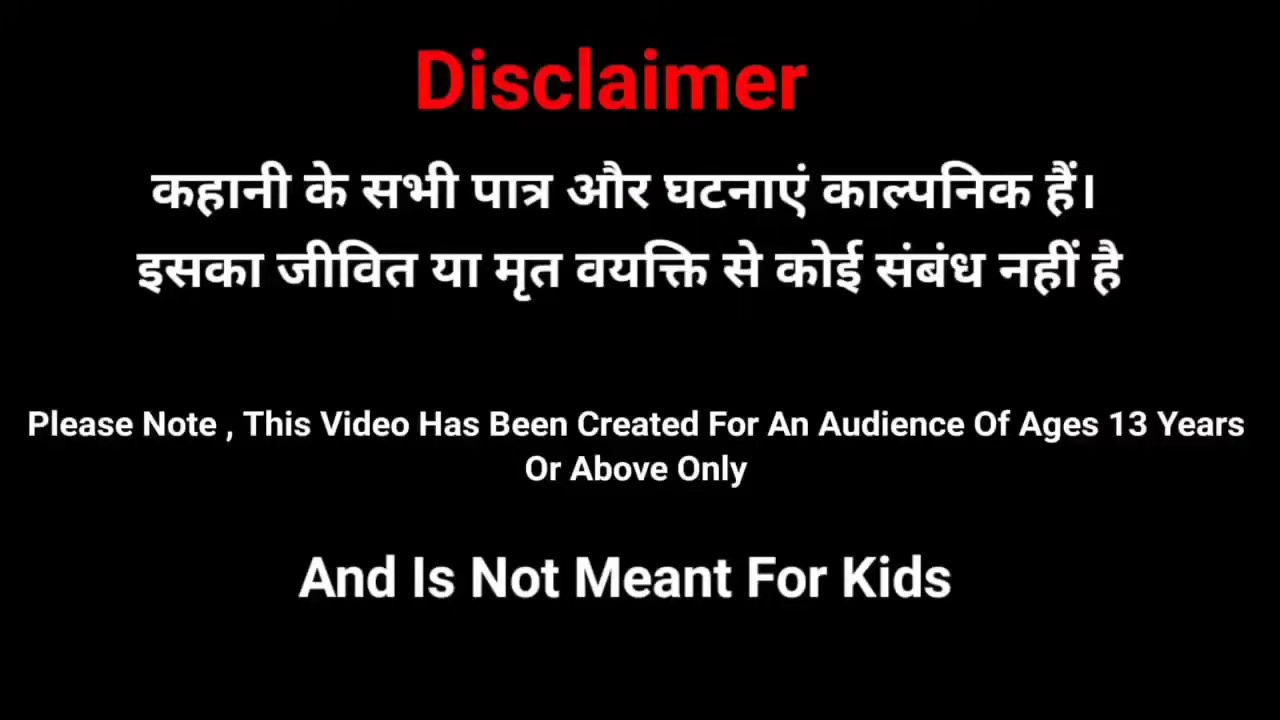 Disclaimer
कहानी के सभी पात्र और घटनाएं काल्पनिक हैं।
इसका जीवित या मृत वयक्ति से कोई संबंध नहीं है
Please Note , This Video Has Been Created For An Audience Of Ages 13 Years
Or Above Only
And Is Not Meant For Kids